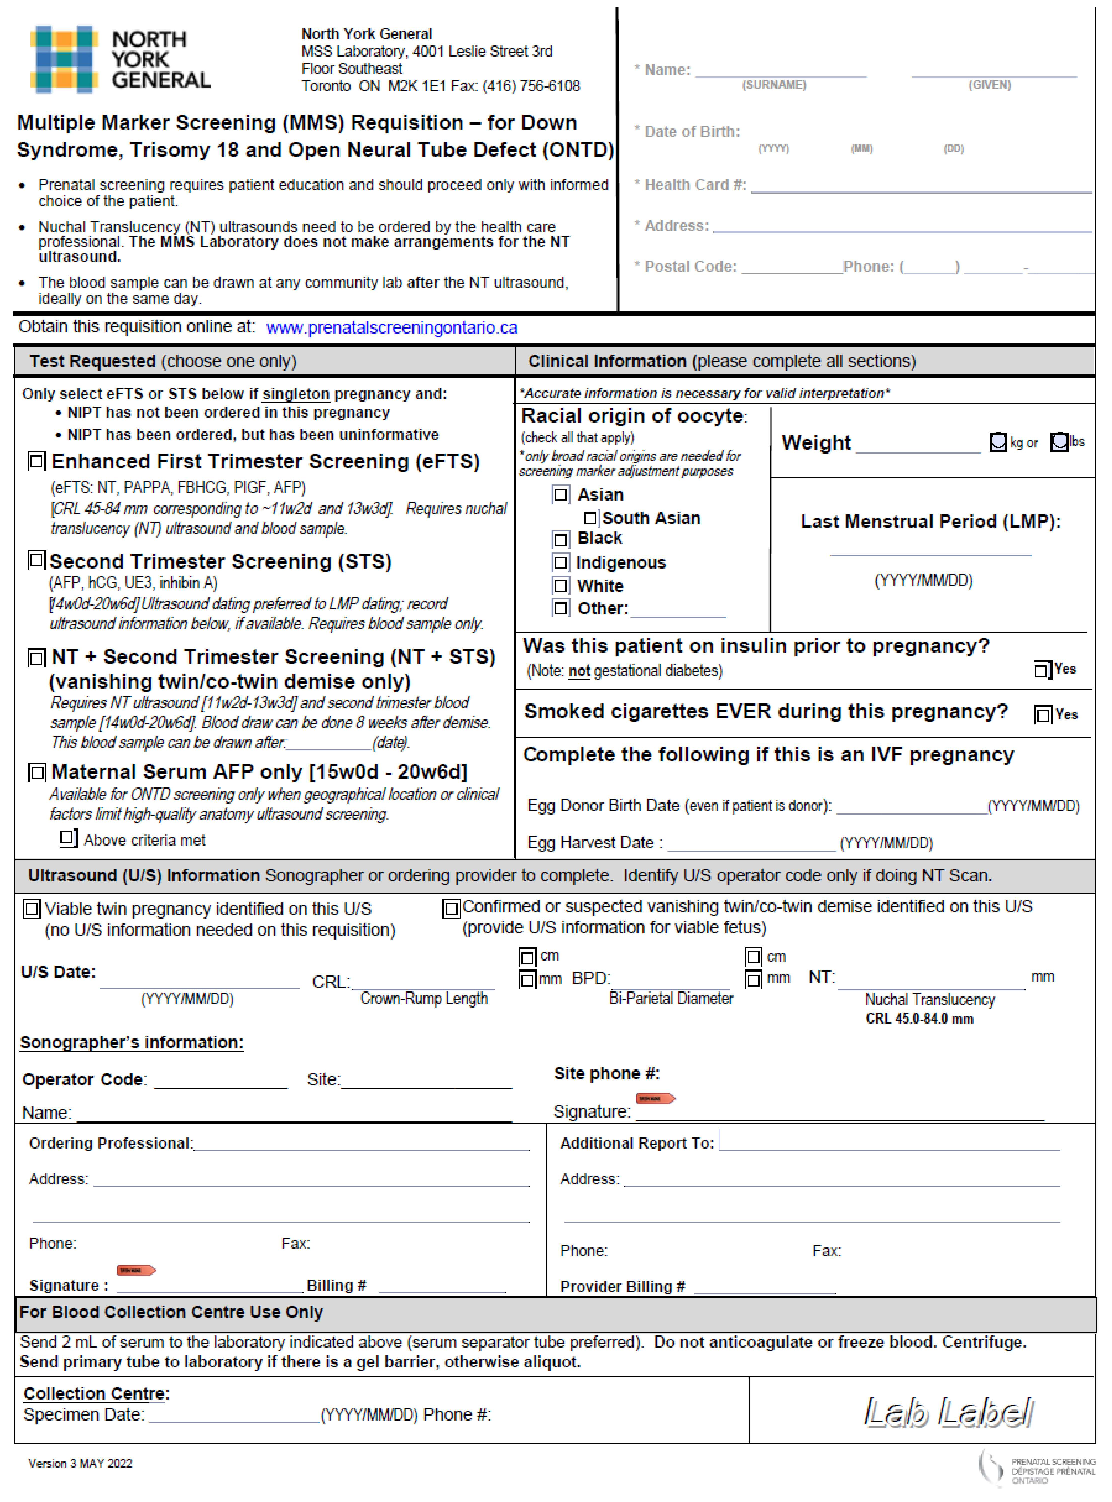 NORTH
YORK
GENERAL
North York General
MSS Laboratory, 4001 Leslie Street 3rd
Floor Southeast
Toronto ON M2K 1E1 Fax: (416) 756-6108
Multiple Marker Screening (MMS) Requisition – for Down
Syndrome, Trisomy 18 and Open Neural Tube Defect (ONTD)
• Prenatal screening requires patient education and should proceed only with informed
choice of the patient.
• Nuchal Translucency (NT) ultrasounds need to be ordered by the health care
professional. The MMS Laboratory does not make arrangements for the NT
ultrasound.
• The blood sample can be drawn at any community lab after the NT ultrasound,
ideally on the same day.
* Name:
(SURNAME) (GIVEN)
* Date of Birth:
(YYYY) (MM) (DD)
* Health Card #:
* Address:
* Postal Code: Phone: ( ) -
Obtain this requisition online at: www.prenatalscreeningontario.ca
Test Requested (choose one only)
Only select eFTS or STS below if singleton pregnancy and:
• NIPT has not been ordered in this pregnancy
• NIPT has been ordered, but has been uninformative
Enhanced First Trimester Screening (eFTS)
(eFTS: NT, PAPPA, FBHCG, PlGF, AFP)
[CRL 45-84 mm corresponding to ~11w2d and 13w3d]. Requires nuchal
translucency (NT) ultrasound and blood sample.
Second Trimester Screening (STS)
(AFP, hCG, UE3, inhibin A)
[14w0d-20w6d] Ultrasound dating preferred to LMP dating; record
ultrasound information below, if available. Requires blood sample only.
NT + Second Trimester Screening (NT + STS)
(vanishing twin/co-twin demise only)
Requires NT ultrasound [11w2d-13w3d] and second trimester blood
sample [14w0d-20w6d]. Blood draw can be done 8 weeks after demise.
This blood sample can be drawn after: (date).
Maternal Serum AFP only [15w0d - 20w6d]
Available for ONTD screening only when geographical location or clinical
factors limit high-quality anatomy ultrasound screening.
Above criteria met
Clinical Information (please complete all sections)
*Accurate information is necessary for valid interpretation*
Racial origin of oocyte:
(check all that apply)
*only broad racial origins are needed for
screening marker adjustment purposes
Asian
South Asian
Black
Indigenous
White
Other:
Weight kg or lbs
Last Menstrual Period (LMP):
(YYYY/MM/DD)
Was this patient on insulin prior to pregnancy?
(Note: not gestational diabetes) Yes
Smoked cigarettes EVER during this pregnancy? Yes
Complete the following if this is an IVF pregnancy
Egg Donor Birth Date (even if patient is donor): (YYYY/MM/DD)
Egg Harvest Date : (YYYY/MM/DD)
Ultrasound (U/S) Information Sonographer or ordering provider to complete. Identify U/S operator code only if doing NT Scan.
Viable twin pregnancy identified on this U/S
(no U/S information needed on this requisition)
Confirmed or suspected vanishing twin/co-twin demise identified on this U/S
(provide U/S information for viable fetus)
U/S Date: CRL: cm mm BPD: cm mm NT: mm
(YYYY/MM/DD) Crown-Rump Length Bi-Parietal Diameter Nuchal Translucency
CRL 45.0-84.0 mm
Sonographer's information:
Operator Code: Site: Site phone #:
Name: Signature:
Ordering Professional:
Address:
Phone: Fax:
Signature : Billing #
Additional Report To:
Address:
Phone: Fax:
Provider Billing #
For Blood Collection Centre Use Only
Send 2 mL of serum to the laboratory indicated above (serum separator tube preferred). Do not anticoagulate or freeze blood. Centrifuge.
Send primary tube to laboratory if there is a gel barrier, otherwise aliquot.
Collection Centre:
Specimen Date: (YYYY/MM/DD) Phone #:
Lab Label
Version 3 MAY 2022
PRENATAL SCREENING
DÉPISTAGE PRÉNATAL
ONTARIO